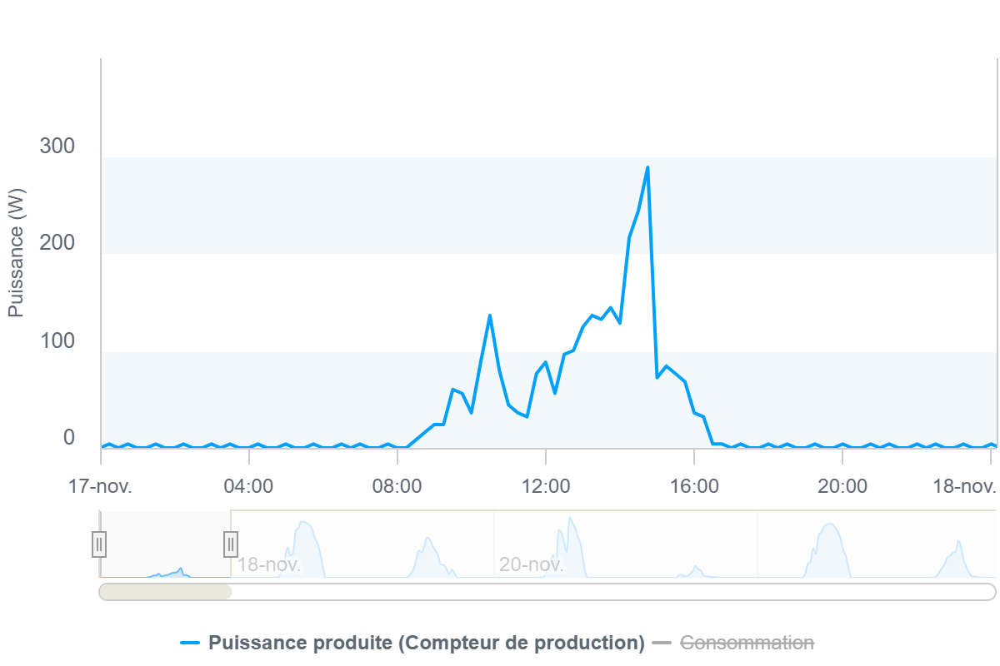 300
200
100
0
Puissance (W)
17-nov. 04:00 08:00 12:00 16:00 20:00 18-nov.
18-nov. 20-nov.
Puissance produite (Compteur de production) Consommation